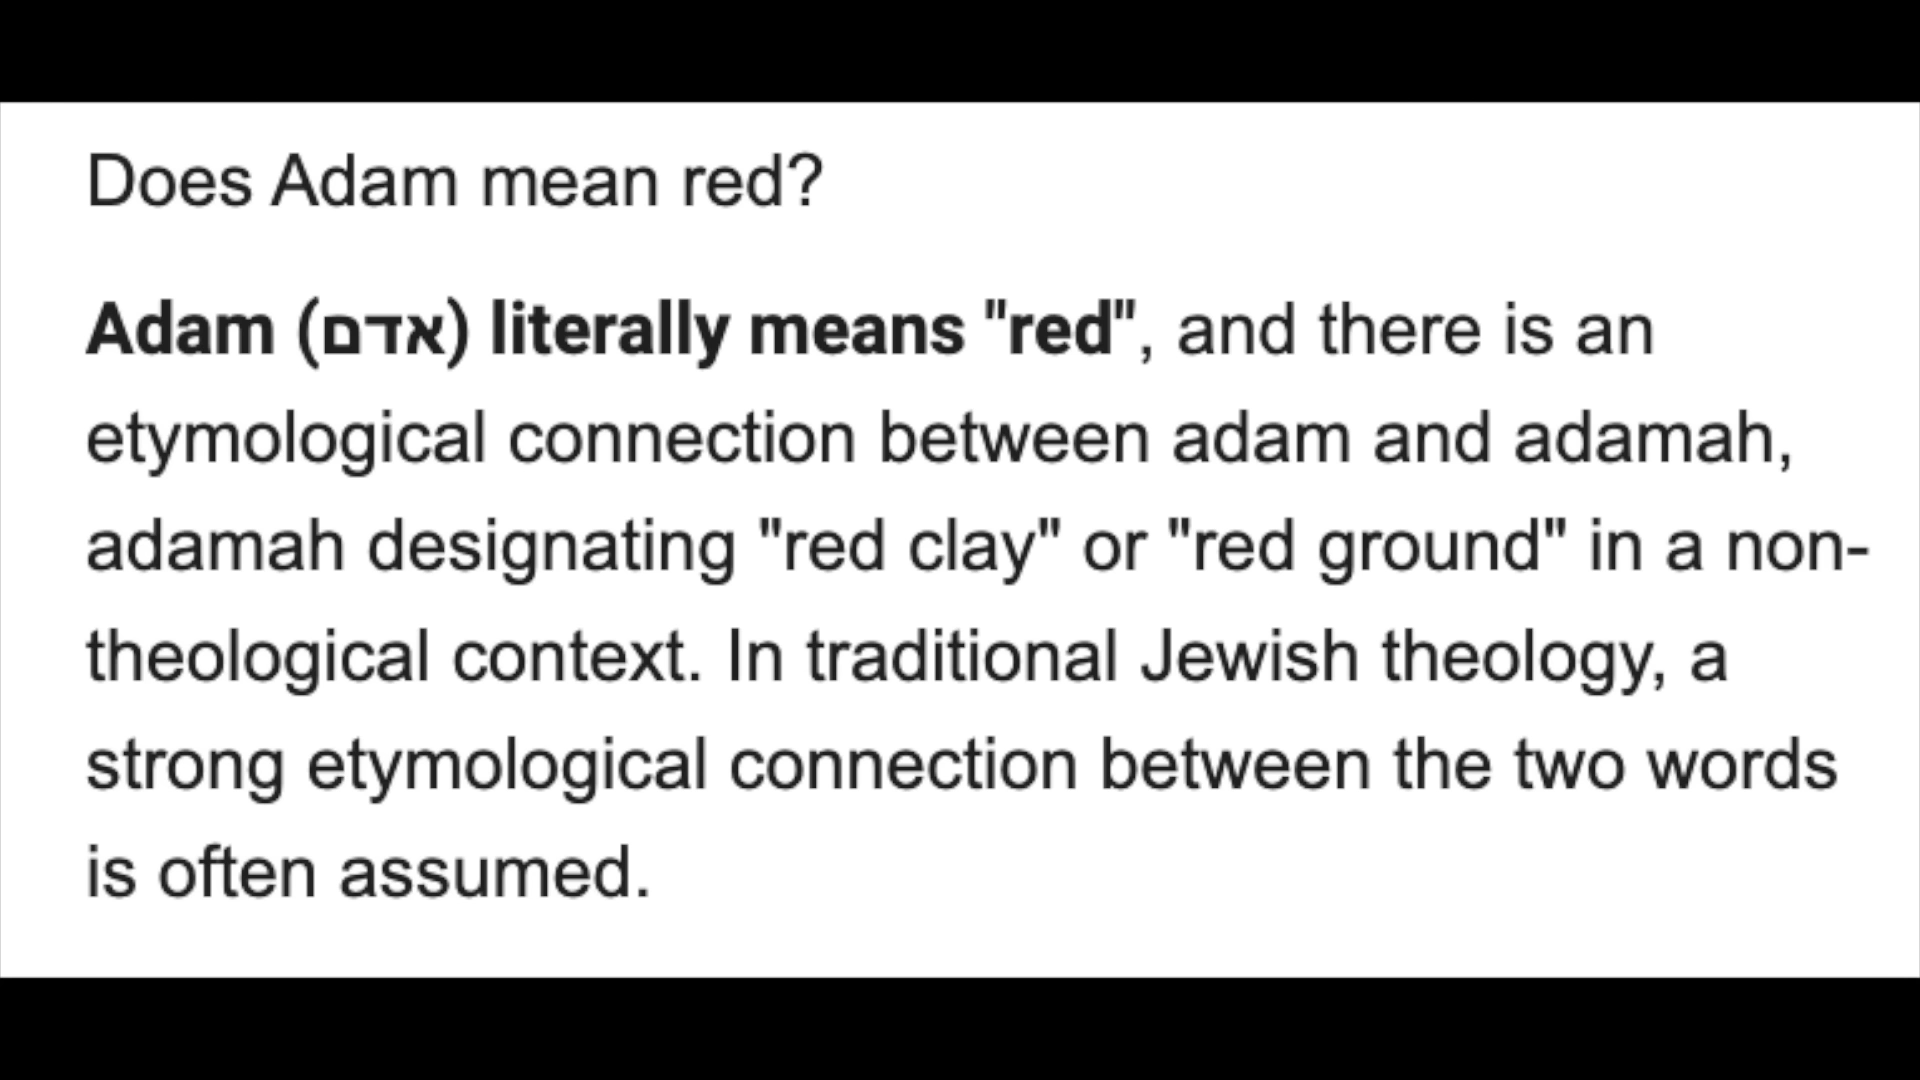 Does Adam mean red?
Adam (אדם) literally means "red", and there is an
etymological connection between adam and adamah,
adamah designating "red clay" or "red ground" in a non-
theological context. In traditional Jewish theology, a
strong etymological connection between the two words
is often assumed.